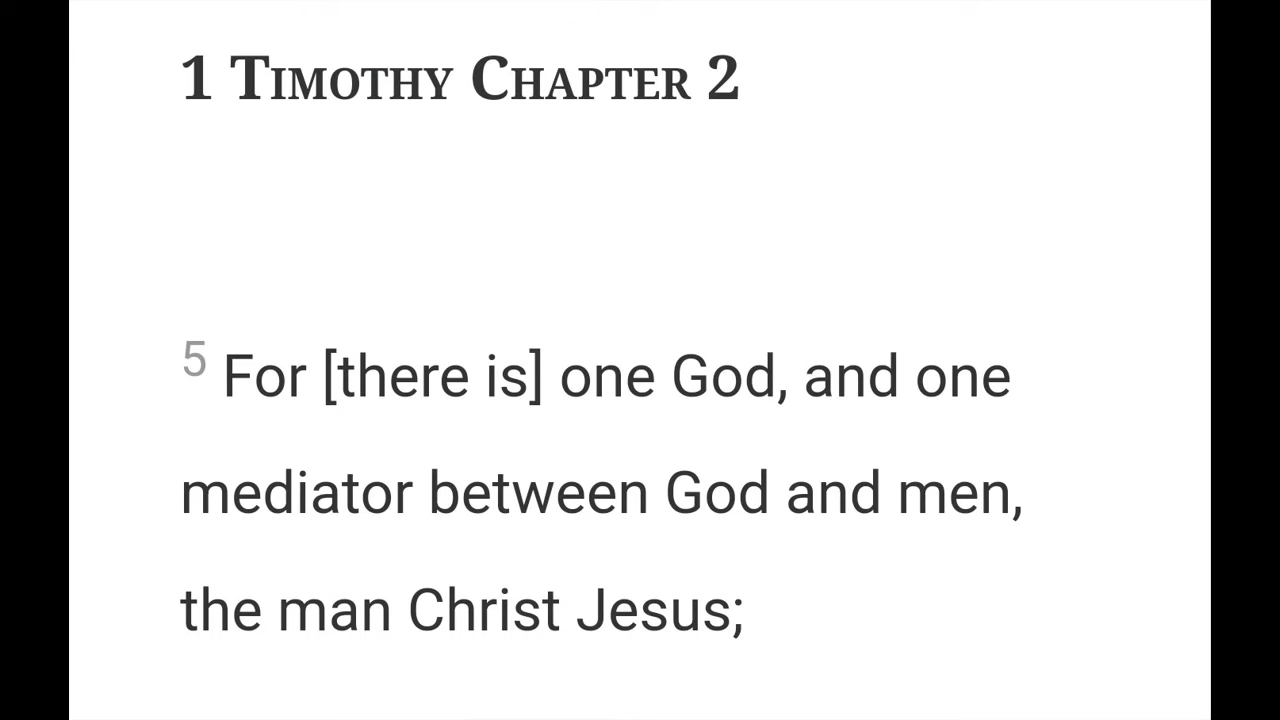 1 Timothy Chapter 2
5 For [there is] one God, and one
mediator between God and men,
the man Christ Jesus;